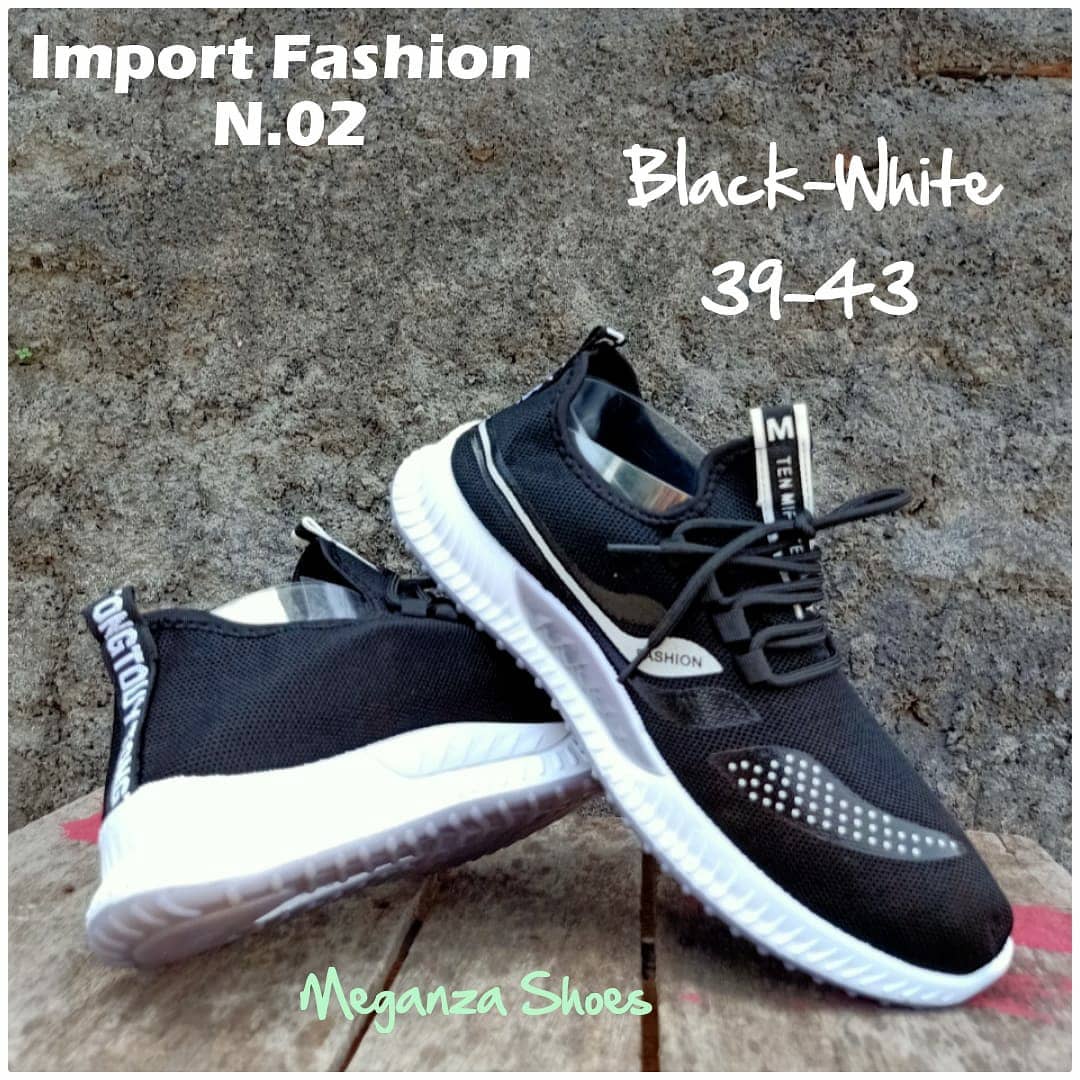 Import Fashion
N.02
Black-White
39-43
M
FASHION
Meganza Shoes